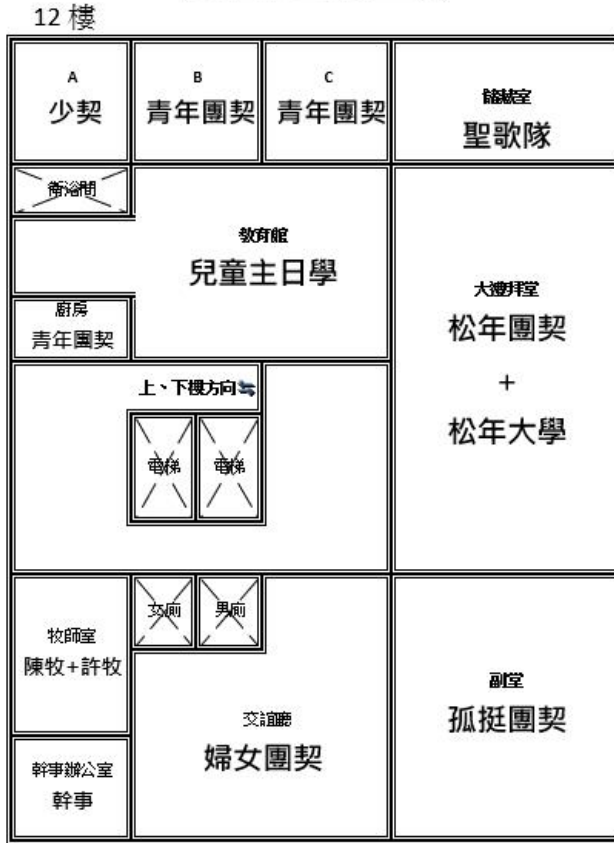 12 樓
A
少契
B
青年團契
C
青年團契
儲藏室
聖歌隊
衛浴間
教育館
兒童主日學
廚房
青年團契
大禮拜堂
松年團契
+
松年大學
上、下樓方向
電梯
電梯
女廁
男廁
牧師室
陳牧+許牧
交誼廳
婦女團契
副堂
孤挺團契
幹事辦公室
幹事